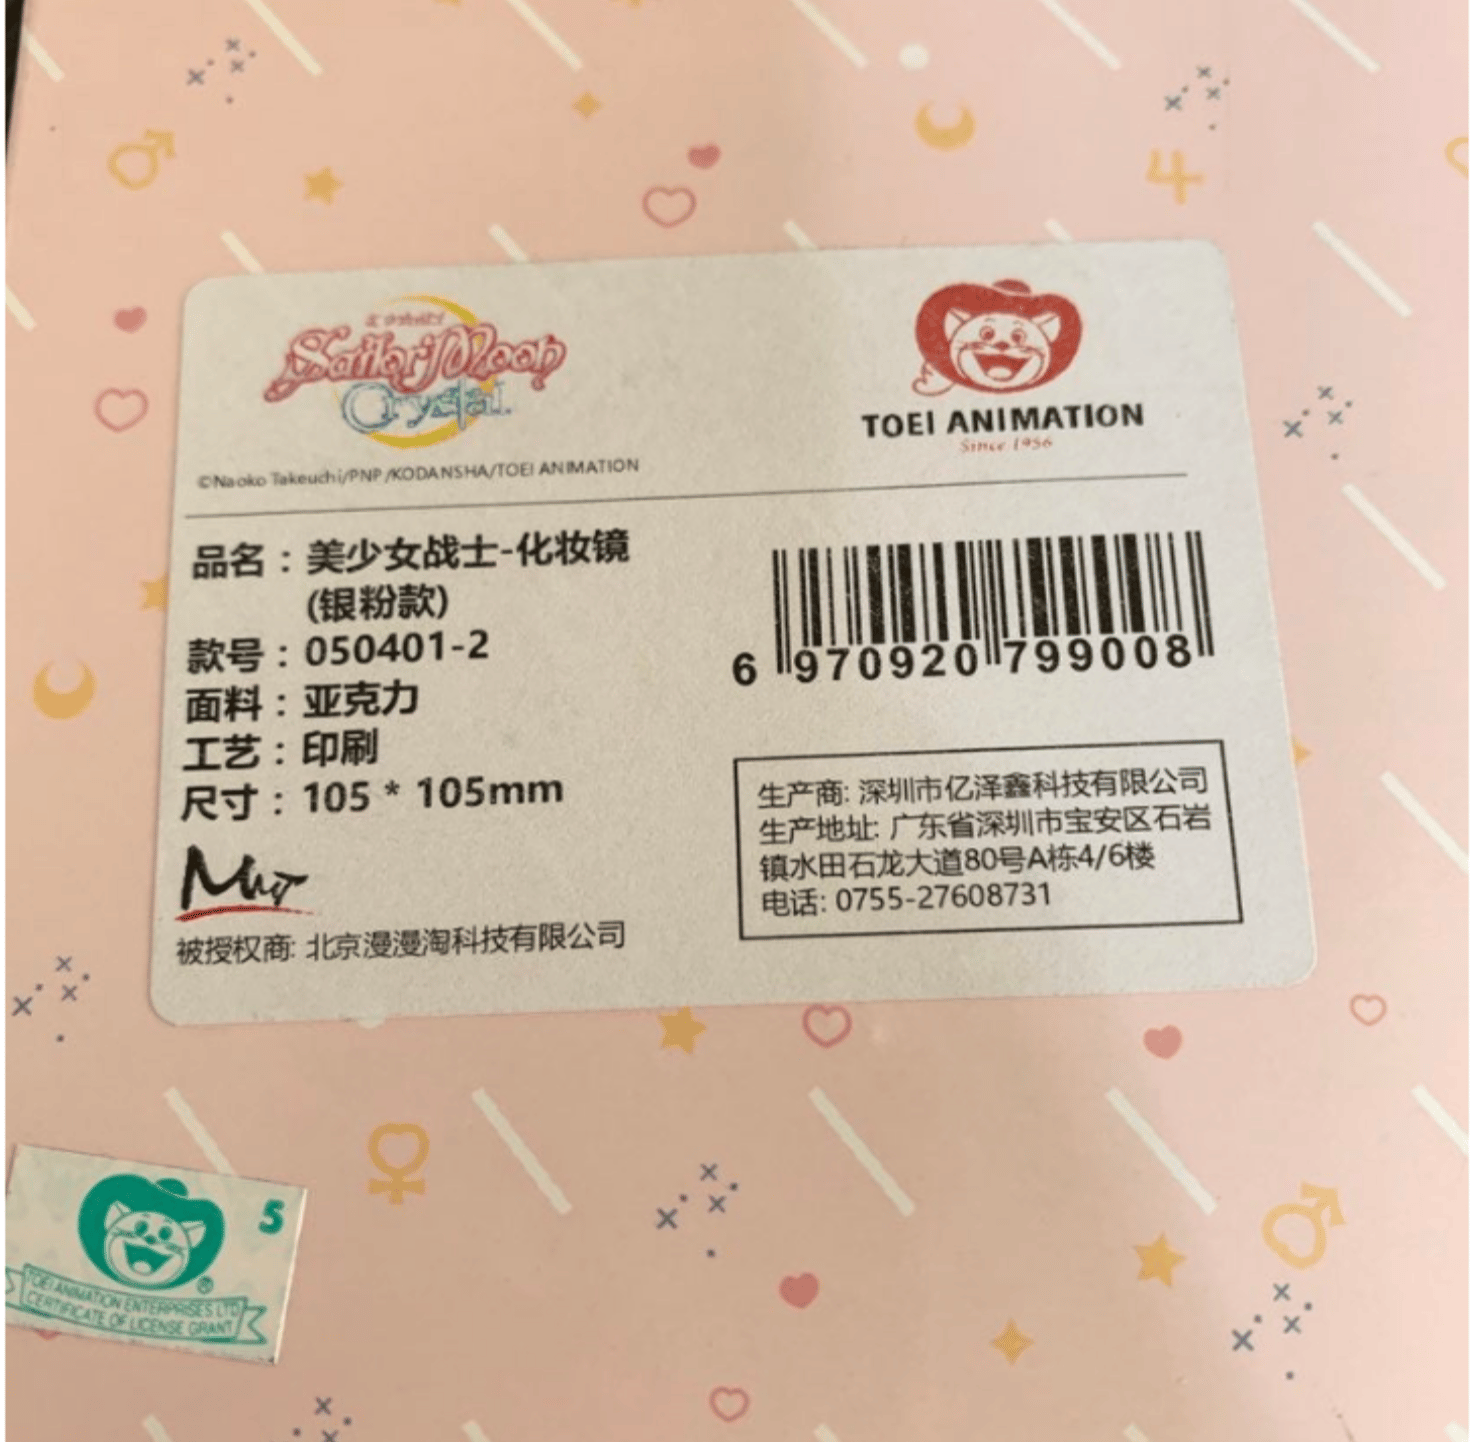 Sailor Moon
Crystal
TOEI ANIMATION
Since 1956
©Naoko Takeuchi/PNP/KODANSHA/TOEI ANIMATION
品名：美少女战士-化妆镜
(银粉款)
款号：050401-2
面料：亚克力
工艺：印刷
尺寸：105 * 105mm
被授权商: 北京漫漫淘科技有限公司
6 970920 799008
生产商: 深圳市亿泽鑫科技有限公司
生产地址: 广东省深圳市宝安区石岩
镇水田石龙大道80号A栋4/6楼
电话: 0755-27608731
5
®
TOEI ANIMATION ENTERPRISES LTD
CERTIFICATE OF LICENSE GRANT